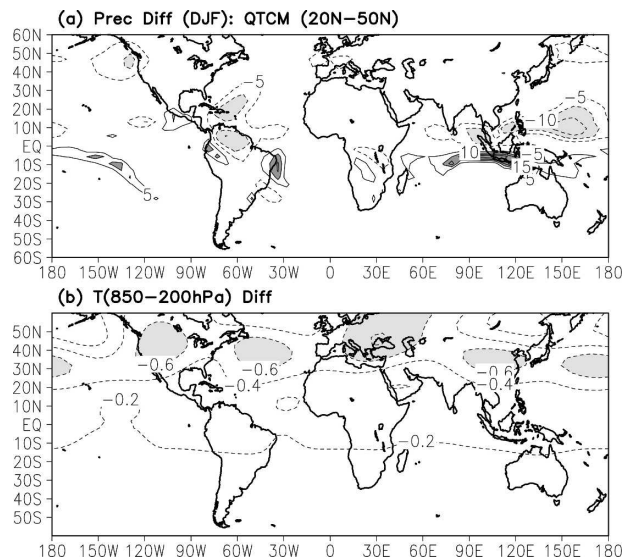 (a) Prec Diff (DJF): QTCM (20N−50N)
60N
50N
40N
30N
20N
10N
EQ
10S
20S
30S
40S
50S
60S
−5
−5
−10
10
−5
15
5
5
180 150W 120W 90W 60W 30W 0 30E 60E 90E 120E 150E 180
(b) T(850−200hPa) Diff
50N
40N
30N
20N
10N
EQ
10S
20S
30S
40S
50S
−0.6
−0.6
−0.4
−0.6
−0.4
−0.2
−0.2
180 150W 120W 90W 60W 30W 0 30E 60E 90E 120E 150E 180